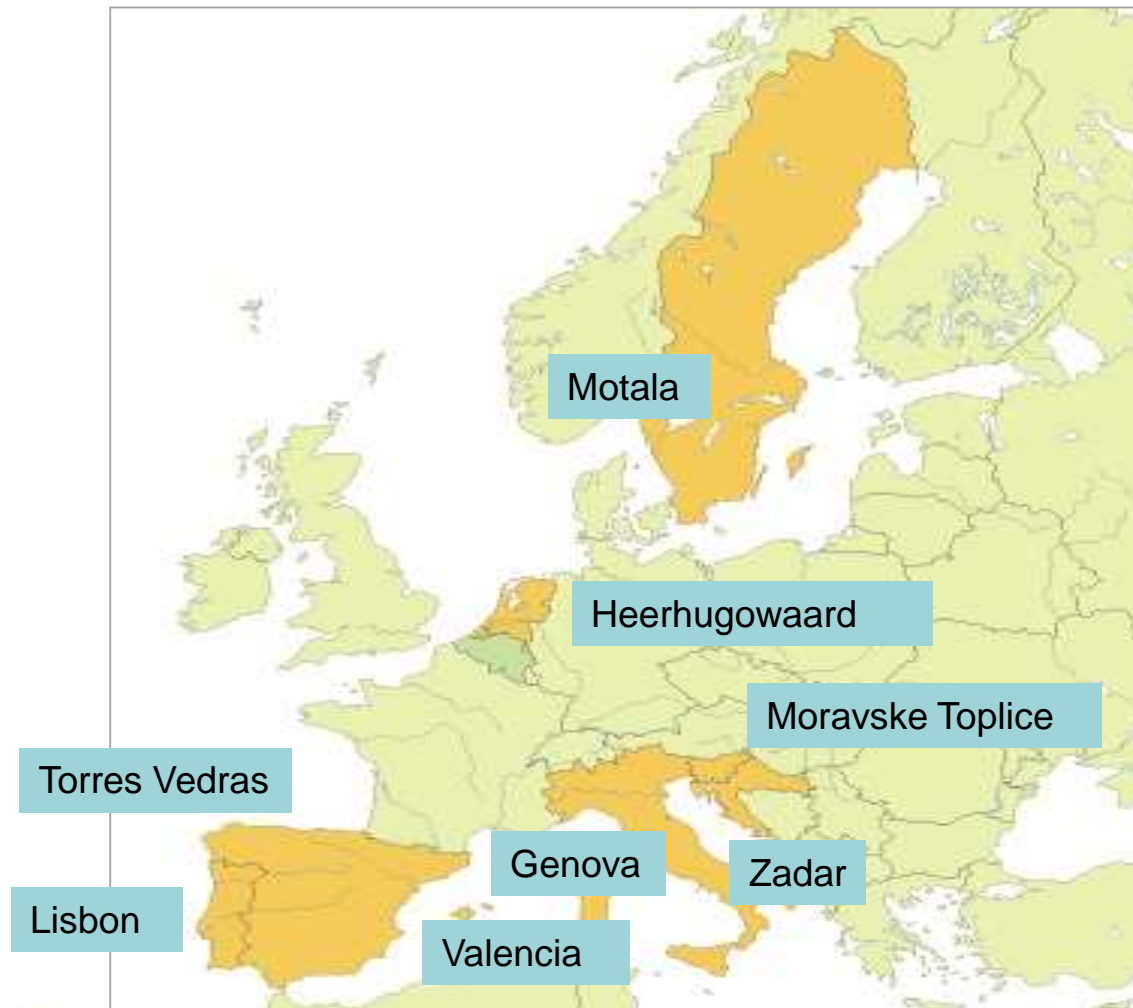 Motala
Heerhugowaard
Moravske Toplice
Torres Vedras
Genova
Zadar
Lisbon
Valencia